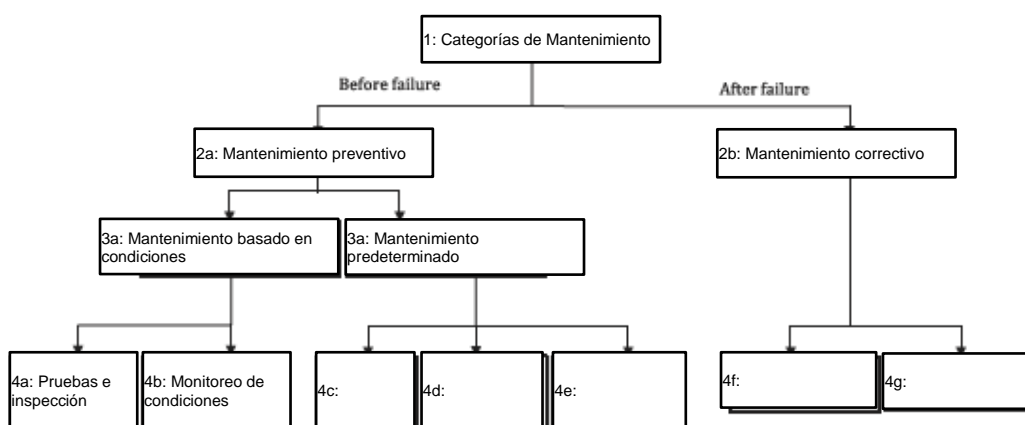 1: Categorías de Mantenimiento
Before failure
After failure
2a: Mantenimiento preventivo
2b: Mantenimiento correctivo
3a: Mantenimiento basado en
condiciones
3a: Mantenimiento
predeterminado
4a: Pruebas e
inspección
4b: Monitoreo de
condiciones
4c:
4d:
4e:
4f:
4g: